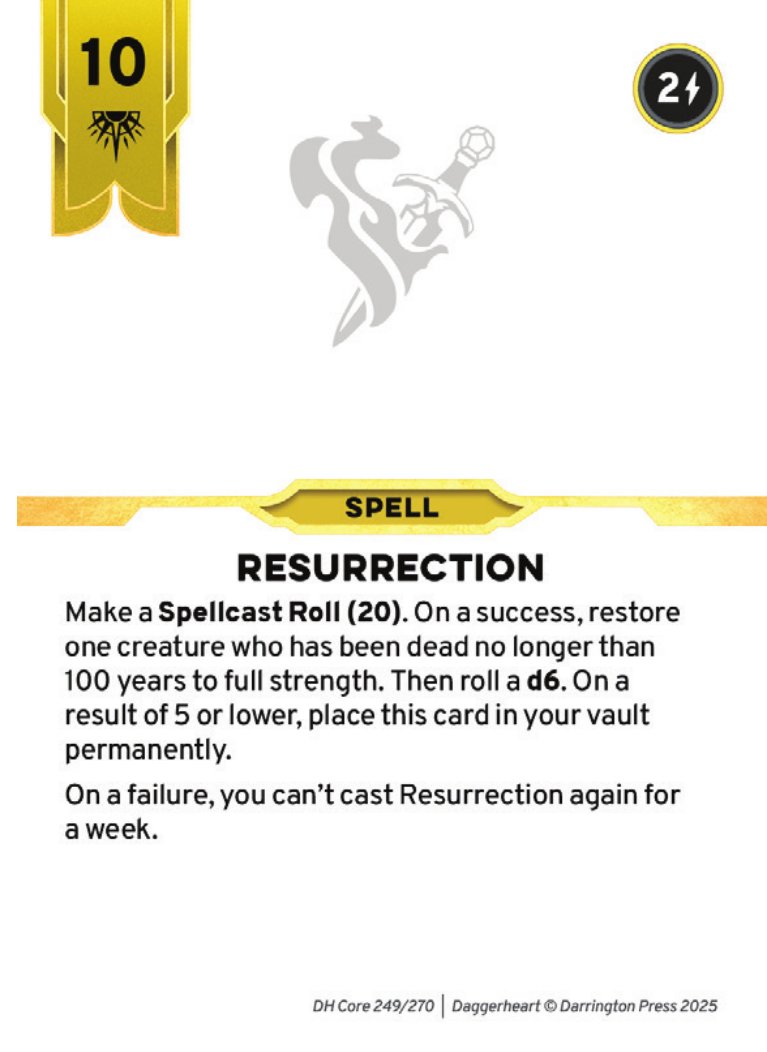 10
2
SPELL
RESURRECTION
Make a Spellcast Roll (20). On a success, restore
one creature who has been dead no longer than
100 years to full strength. Then roll a d6. On a
result of 5 or lower, place this card in your vault
permanently.
On a failure, you can't cast Resurrection again for
a week.
DH Core 249/270 | Daggerheart © Darrington Press 2025